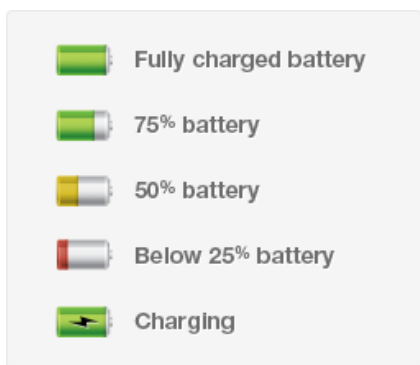 Fully charged battery
75% battery
50% battery
Below 25% battery
Charging